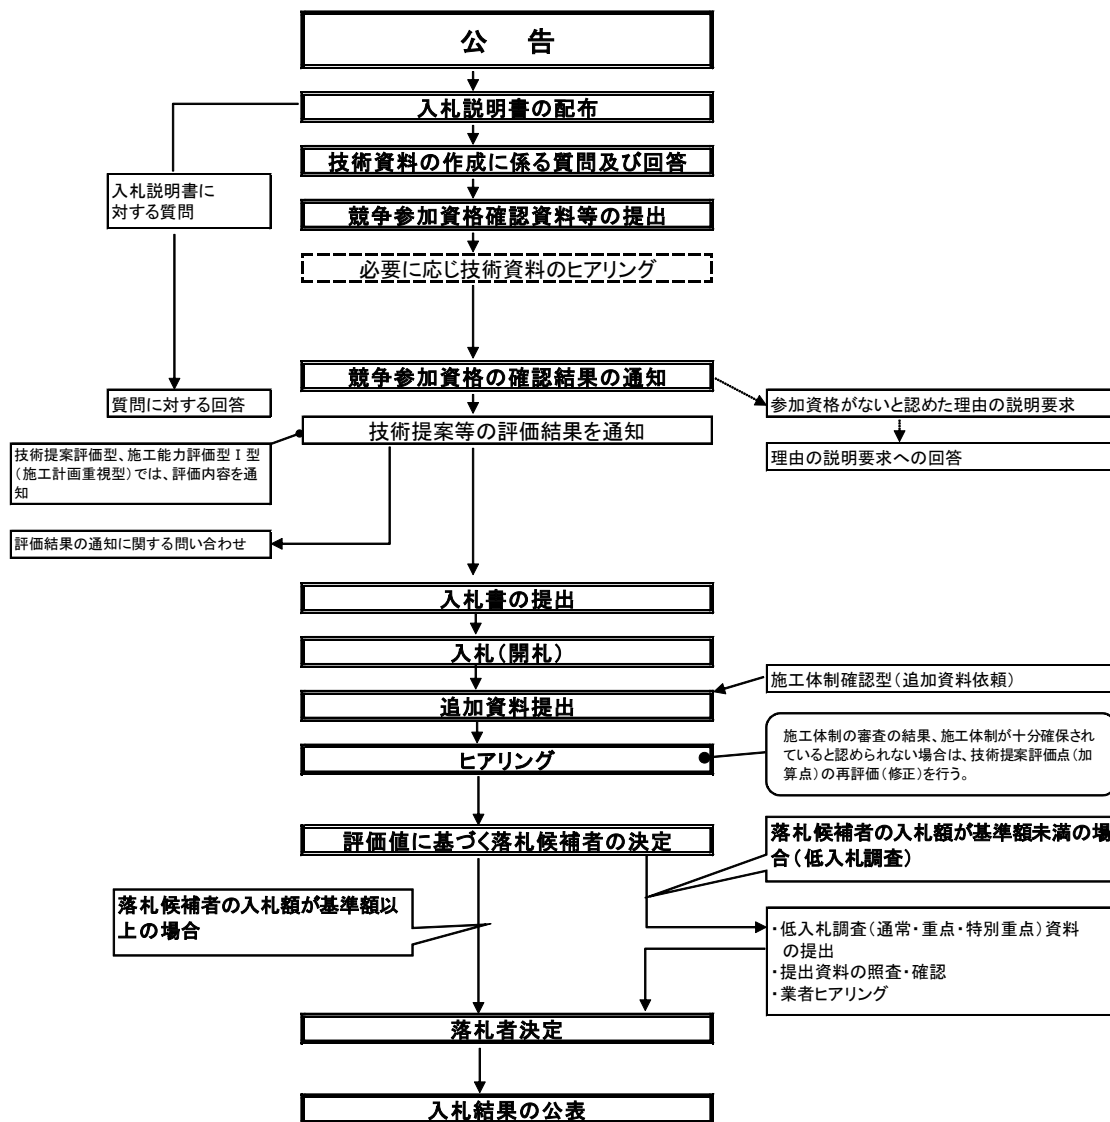 公　告
入札説明書の配布
技術資料の作成に係る質問及び回答
入札説明書に
対する質問
競争参加資格確認資料等の提出
必要に応じ技術資料のヒアリング
競争参加資格の確認結果の通知
質問に対する回答
参加資格がないと認めた理由の説明要求
技術提案等の評価結果を通知
技術提案評価型、施工能力評価型Ⅰ型
（施工計画重視型）では、評価内容を通
知
理由の説明要求への回答
評価結果の通知に関する問い合わせ
入札書の提出
入札（開札）
施工体制確認型（追加資料依頼）
追加資料提出
施工体制の審査の結果、施工体制が十分確保され
ていると認められない場合は、技術提案評価点（加
算点）の再評価（修正）を行う。
ヒアリング
評価値に基づく落札候補者の決定
落札候補者の入札額が基準額未満の場
合（低入札調査）
落札候補者の入札額が基準額以
上の場合
・低入札調査（通常・重点・特別重点）資料
の提出
・提出資料の照査・確認
・業者ヒアリング
落札者決定
入札結果の公表